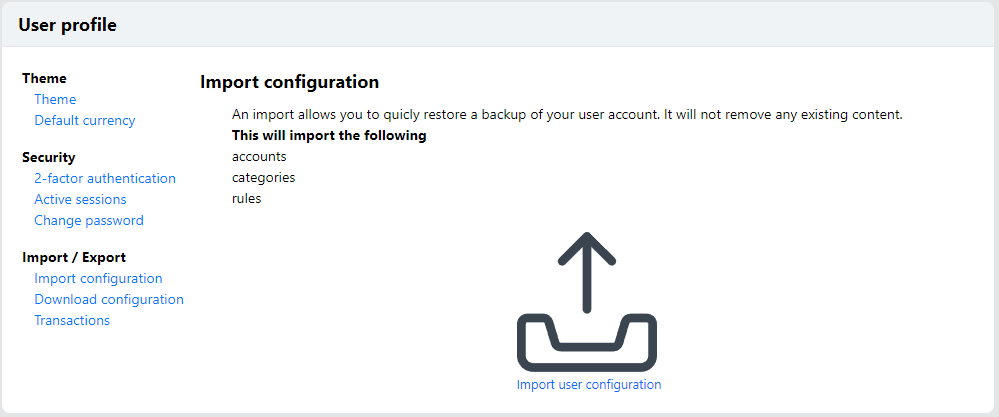 User profile
Theme
Theme
Default currency
Security
2-factor authentication
Active sessions
Change password
Import / Export
Import configuration
Download configuration
Transactions
Import configuration
An import allows you to quicly restore a backup of your user account. It will not remove any existing content.
This will import the following
accounts
categories
rules
Import user configuration